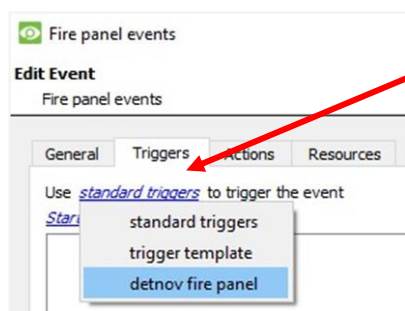 Fire panel events
Edit Event
Fire panel events
General Triggers Actions Resources
Use standard triggers to trigger the event
Start
standard triggers
trigger template
detnov fire panel